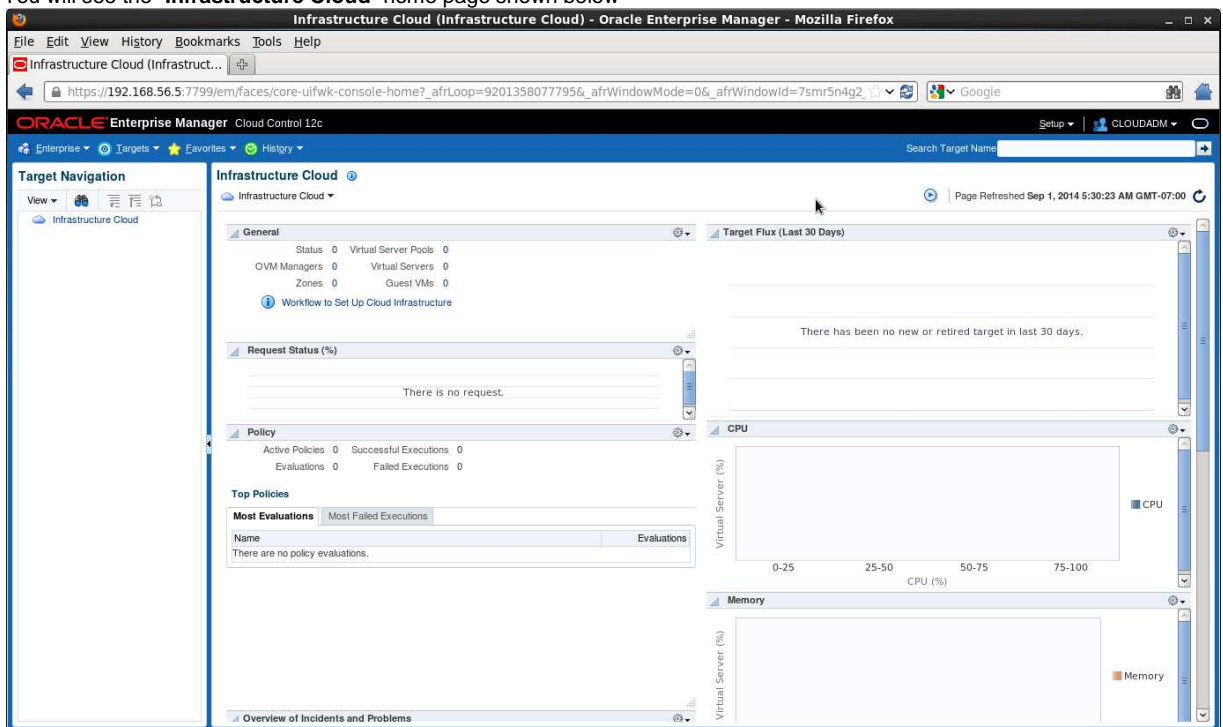 You will see the "Infrastructure Cloud" home page shown below
Infrastructure Cloud (Infrastructure Cloud) - Oracle Enterprise Manager - Mozilla Firefox
File Edit View History Bookmarks Tools Help
Infrastructure Cloud (Infrastruct...
https://192.168.56.5:7799/em/faces/core-uifwk-console-home?_afrLoop=9201358077795&_afrWindowMode=0&_afrWindowId=7smr5n4g2_
Google
ORACLE Enterprise Manager Cloud Control 12c
Setup CLOUDADM
Enterprise Targets Favorites History
Search Target Name
Target Navigation
View
Infrastructure Cloud
Infrastructure Cloud
Infrastructure Cloud
Page Refreshed Sep 1, 2014 5:30:23 AM GMT-07:00
General
Status 0 Virtual Server Pools 0
OVM Managers 0 Virtual Servers 0
Zones 0 Guest VMs 0
Workflow to Set Up Cloud Infrastructure
Request Status (%)
There is no request.
Policy
Active Policies 0 Successful Executions 0
Evaluations 0 Failed Executions 0
Top Policies
Most Evaluations Most Failed Executions
Name Evaluations
There are no policy evaluations.
Overview of Incidents and Problems
Target Flux (Last 30 Days)
There has been no new or retired target in last 30 days.
CPU
Virtual Server (%)
CPU
0-25 25-50 50-75 75-100
CPU (%)
Memory
Virtual Server (%)
Memory